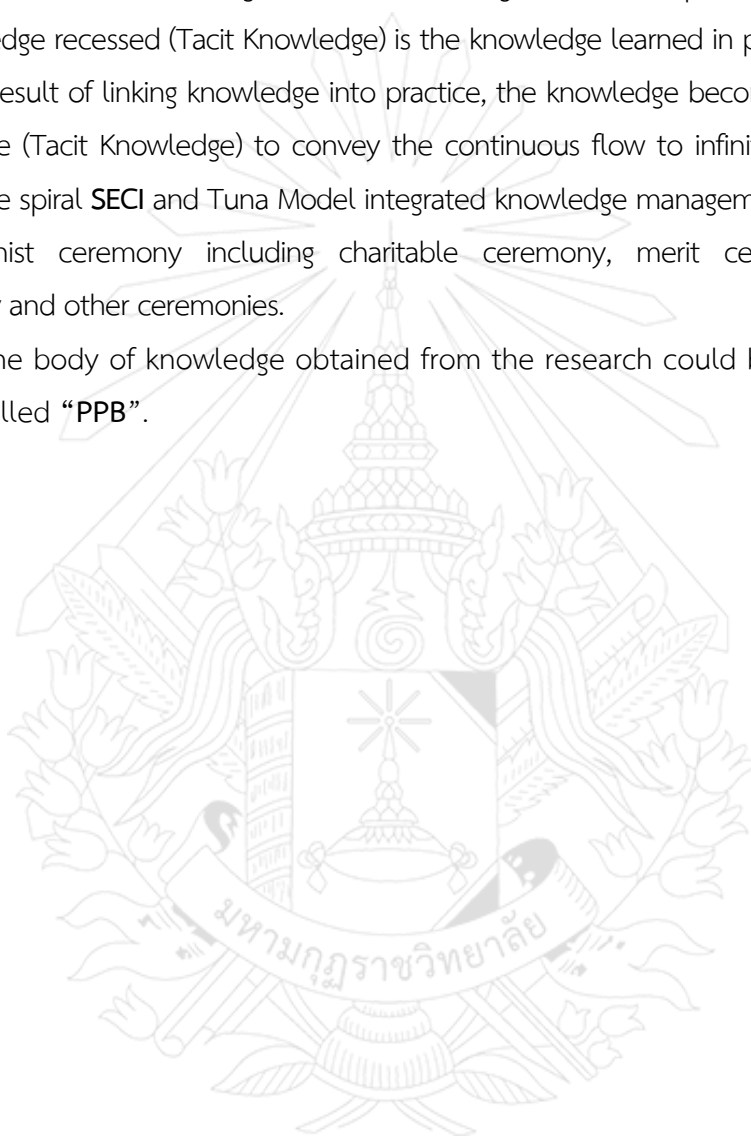 edge recessed (Tacit Knowledge) is the knowledge learned in p
esult of linking knowledge into practice, the knowledge beco
e (Tacit Knowledge) to convey the continuous flow to infinit
e spiral SECI and Tuna Model integrated knowledge managem
nist ceremony including charitable ceremony, merit ce
y and other ceremonies.
ne body of knowledge obtained from the research could b
lled “PPB”.
มหามกุฏราชวิทยาลัย